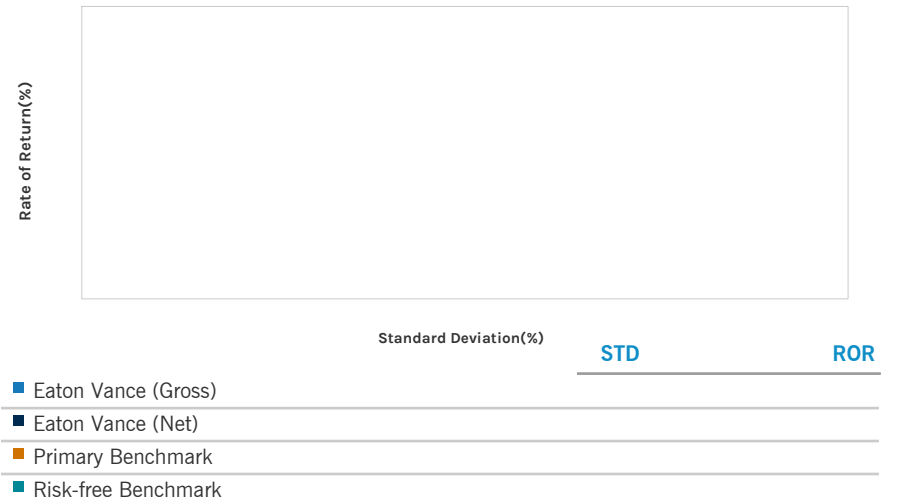 Rate of Return(%)
Standard Deviation(%)
STD ROR
Eaton Vance (Gross)
Eaton Vance (Net)
Primary Benchmark
Risk-free Benchmark